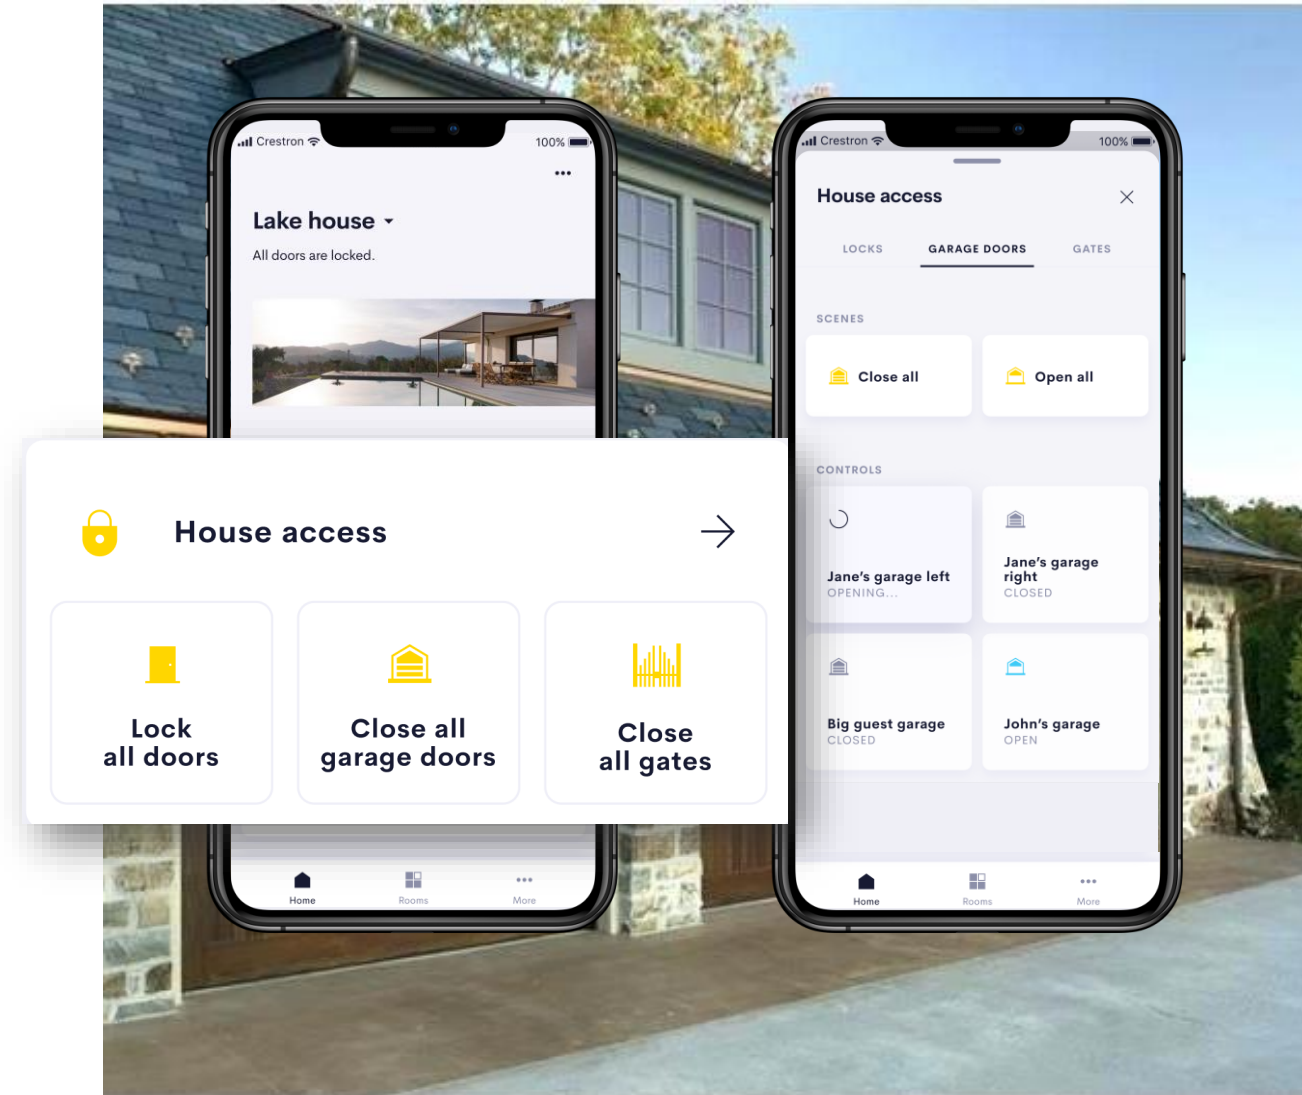 Crestron
100%
Lake house
All doors are locked.
House access
Lock
all doors
Close all
garage doors
Close
all gates
Home
Rooms
More
Crestron
100%
House access
LOCKS
GARAGE DOORS
GATES
SCENES
Close all
Open all
CONTROLS
Jane's garage left
OPENING...
Jane's garage
right
CLOSED
Big guest garage
CLOSED
John's garage
OPEN
Home
Rooms
More